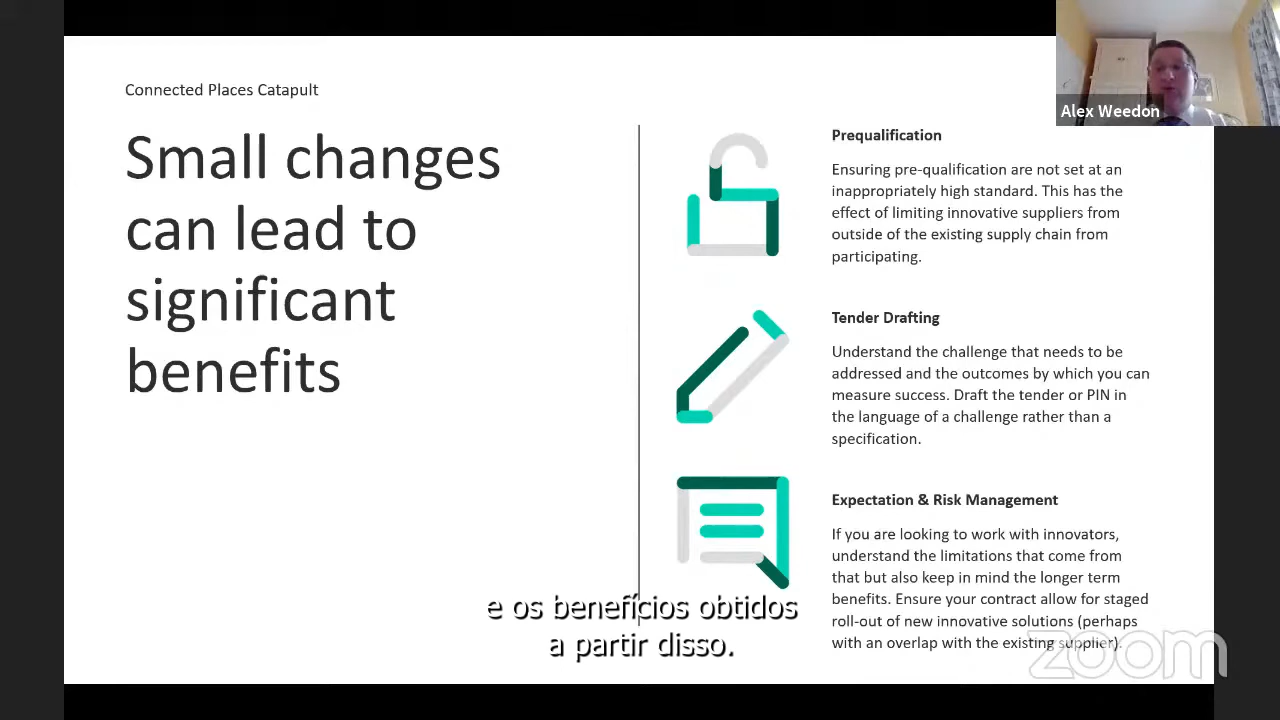 Connected Places Catapult
Small changes
can lead to
significant
benefits
Alex Weedon
Prequalification
Ensuring pre-qualification are not set at an
inappropriately high standard. This has the
effect of limiting innovative suppliers from
outside of the existing supply chain from
participating.
Tender Drafting
Understand the challenge that needs to be
addressed and the outcomes by which you can
measure success. Draft the tender or PIN in
the language of a challenge rather than a
specification.
Expectation & Risk Management
If you are looking to work with innovators,
understand the limitations that come from
that but also keep in mind the longer term
benefits. Ensure your contract allow for staged
roll-out of new innovative solutions (perhaps
with an overlap with the existing supplier).
e os benefícios obtidos
a partir disso.
zoom